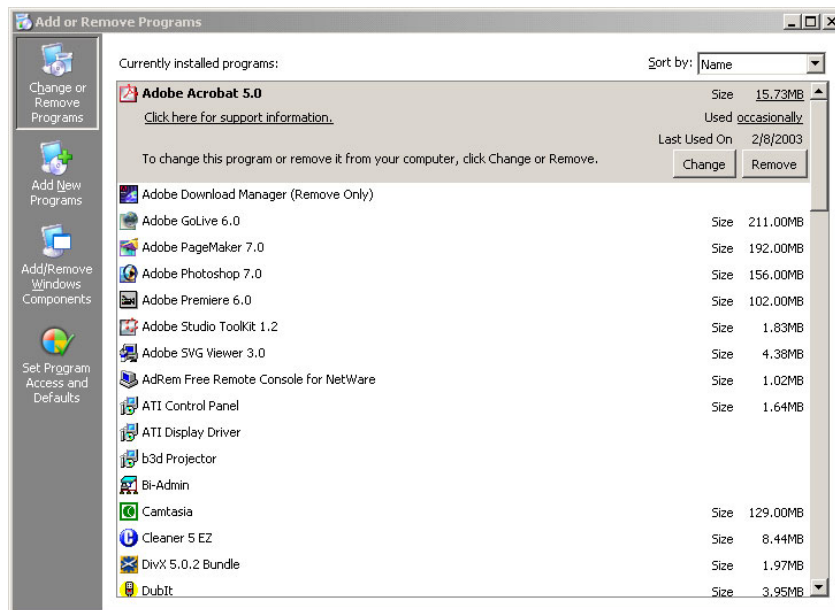 Add or Remove Programs
Change or
Remove
Programs
Add New
Programs
Add/Remove
Windows
Components
Set Program
Access and
Defaults
Currently installed programs:
Sort by: Name
Adobe Acrobat 5.0 Size 15.73MB
Click here for support information. Used occasionally
Last Used On 2/8/2003
To change this program or remove it from your computer, click Change or Remove. Change Remove
Adobe Download Manager (Remove Only)
Adobe GoLive 6.0 Size 211.00MB
Adobe PageMaker 7.0 Size 192.00MB
Adobe Photoshop 7.0 Size 156.00MB
Adobe Premiere 6.0 Size 102.00MB
Adobe Studio ToolKit 1.2 Size 1.83MB
Adobe SVG Viewer 3.0 Size 4.38MB
AdRem Free Remote Console for NetWare Size 1.02MB
ATI Control Panel Size 1.64MB
ATI Display Driver
b3d Projector
Bi-Admin
Camtasia Size 129.00MB
Cleaner 5 EZ Size 8.44MB
DivX 5.0.2 Bundle Size 1.97MB
DubIt Size 3.95MB